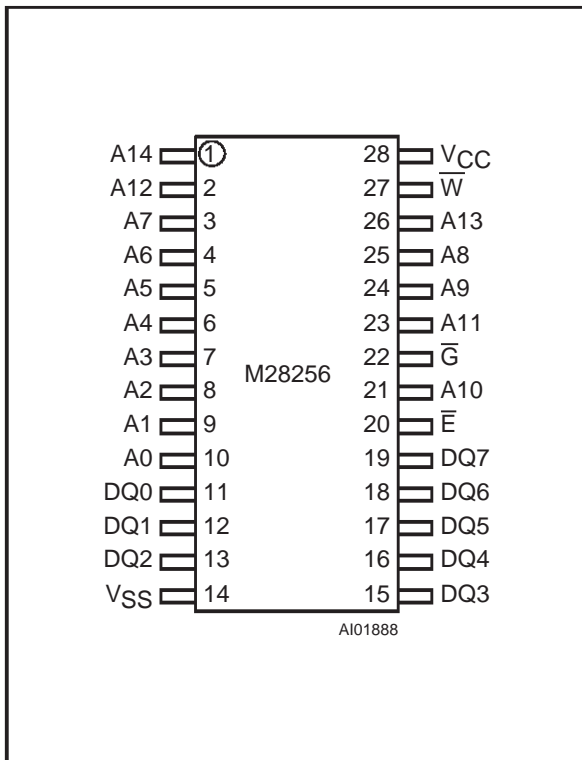 A14 1 28 VCC
A12 2 27 W̅
A7 3 26 A13
A6 4 25 A8
A5 5 24 A9
A4 6 23 A11
A3 7 22 G̅
A2 8 21 A10
M28256
A1 9 20 E̅
A0 10 19 DQ7
DQ0 11 18 DQ6
DQ1 12 17 DQ5
DQ2 13 16 DQ4
VSS 14 15 DQ3
AI01888